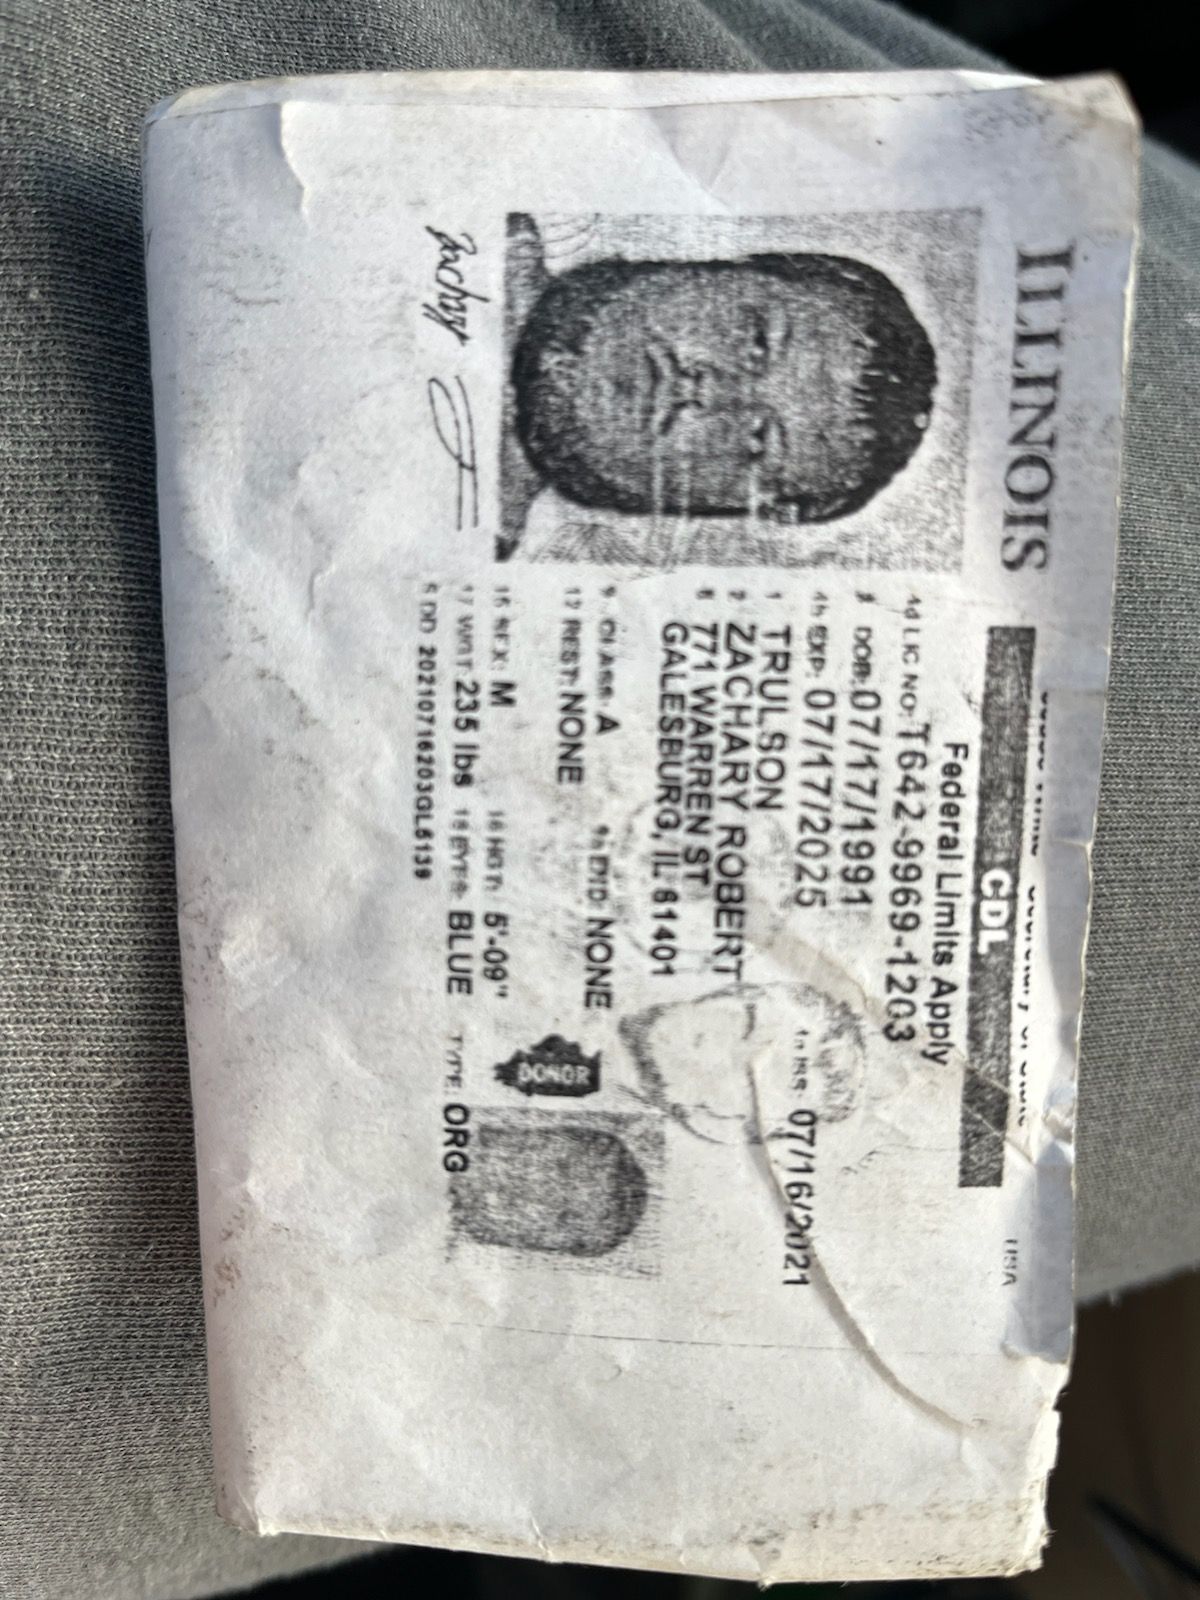 ILLINOIS
CDL
USA
Federal Limits Apply
4d LIC NO: T642-9969-1203
3 DOB: 07/17/1991
4b EXP: 07/17/2025 4a ISS: 07/16/2021
1 TRULSON
2 ZACHARY ROBERT
8 771 WARREN ST
GALESBURG, IL 61401
9 CLASS: A 9a END: NONE
12 REST: NONE
DONOR
15 SEX: M 16 HGT: 5'-09"
17 WGT: 235 lbs 18 EYES: BLUE TYPE: ORG
5 DD 20210716203GL5139